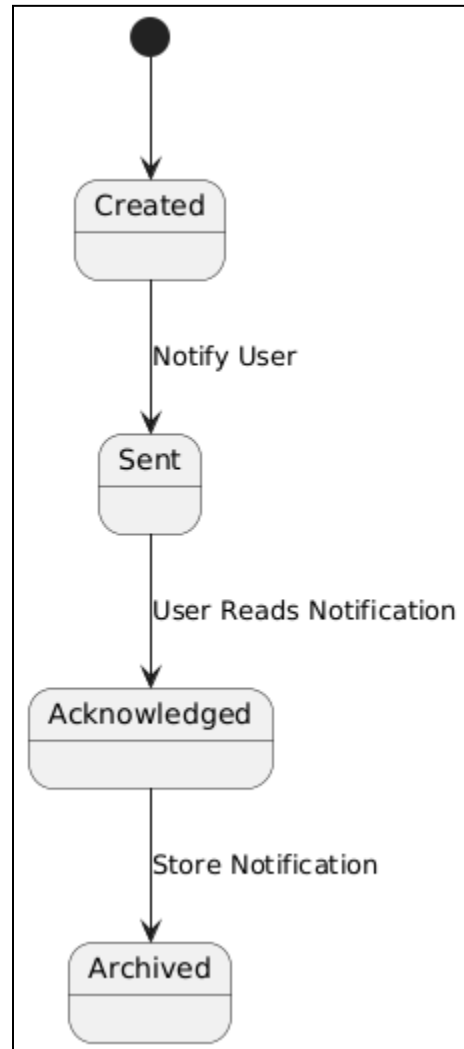 Created
Notify User
Sent
User Reads Notification
Acknowledged
Store Notification
Archived